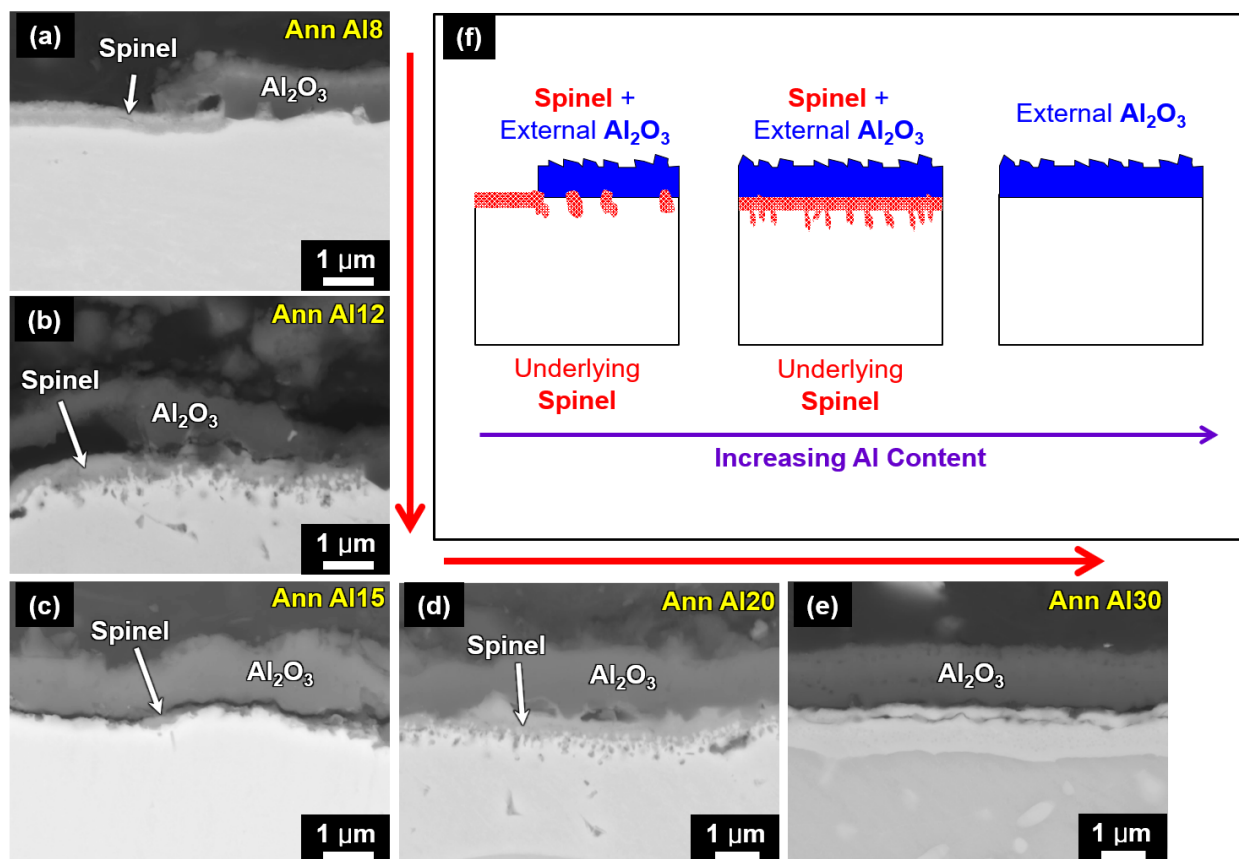 (a)
Ann Al8
Spinel
Al₂O₃
1 µm
(b)
Ann Al12
Spinel
Al₂O₃
1 µm
(c)
Ann Al15
Spinel
Al₂O₃
1 µm
(d)
Ann Al20
Spinel
Al₂O₃
1 µm
(e)
Ann Al30
Al₂O₃
1 µm
(f)
Spinel +
External Al₂O₃
Spinel +
External Al₂O₃
External Al₂O₃
Underlying
Spinel
Underlying
Spinel
Increasing Al Content